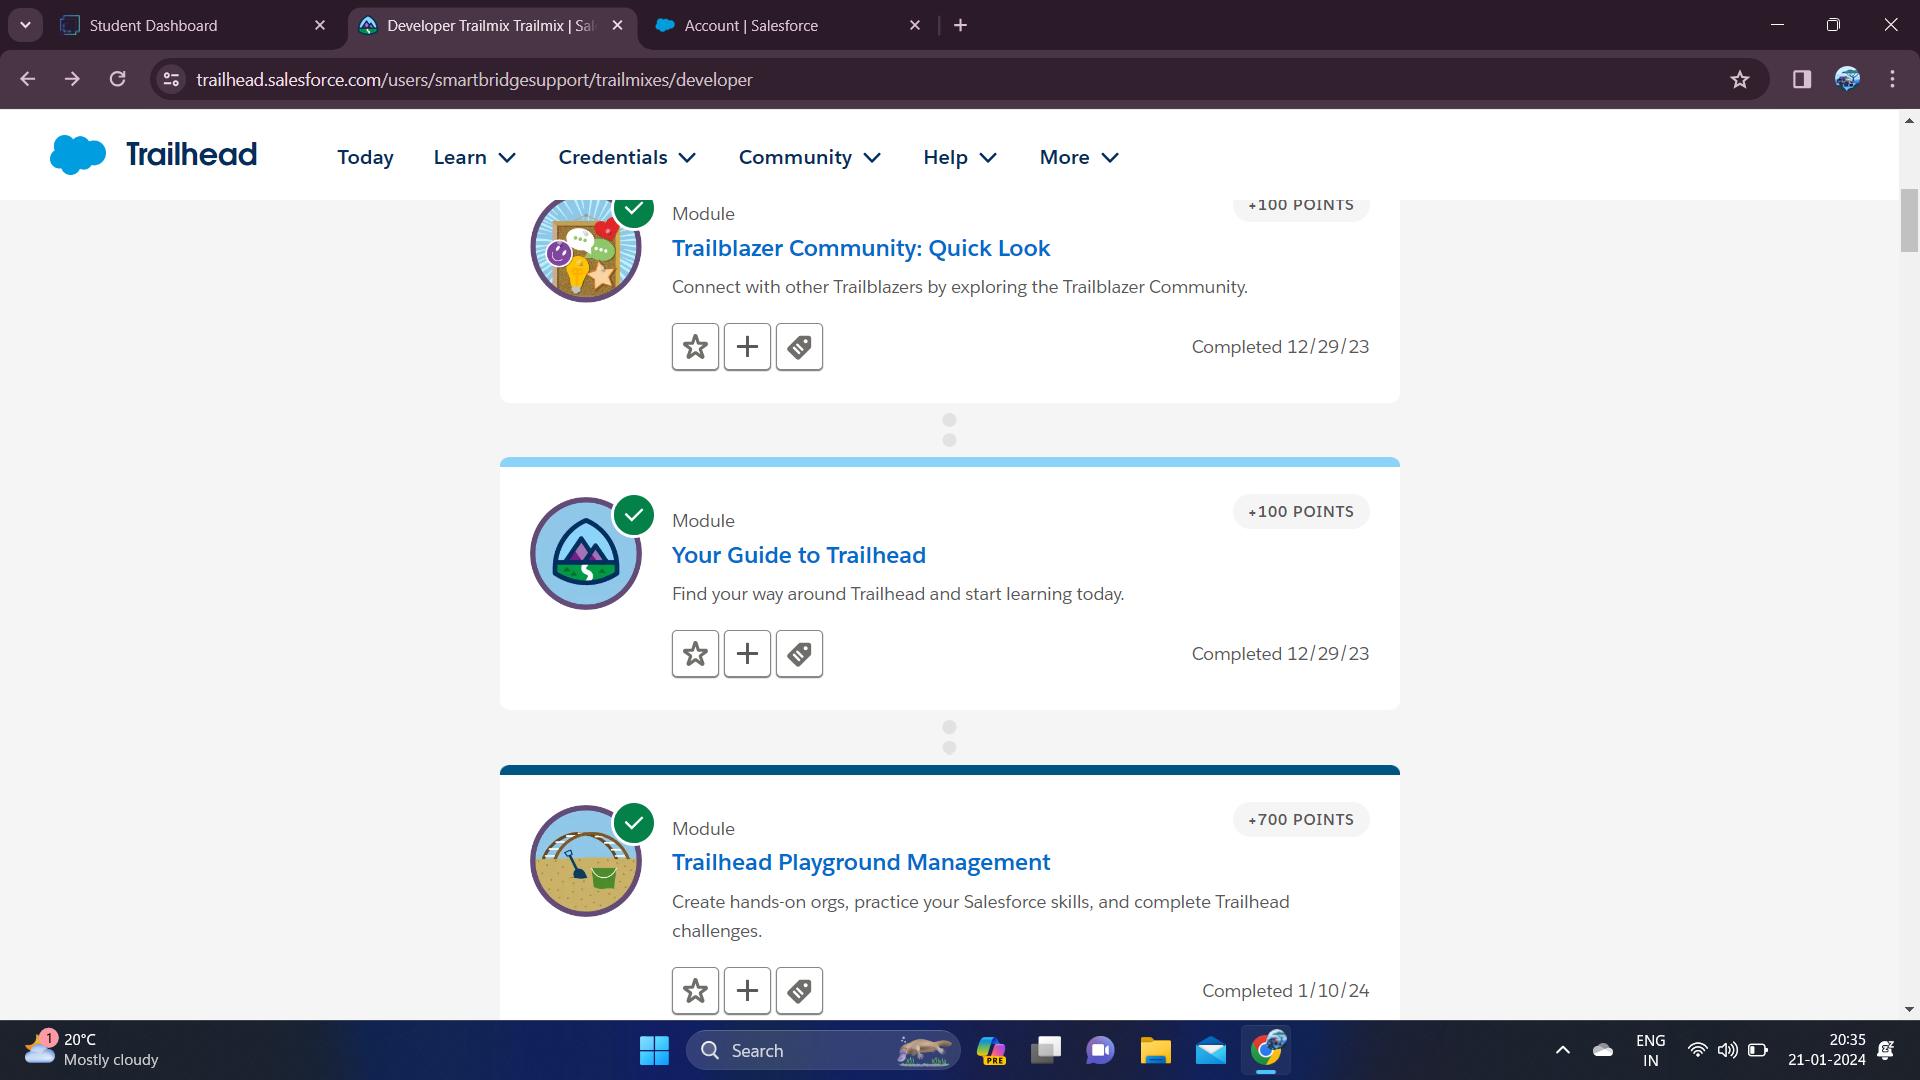 Student Dashboard
Developer Trailmix Trailmix | Sal
Account | Salesforce
trailhead.salesforce.com/users/smartbridgesupport/trailmixes/developer
Trailhead
Today
Learn
Credentials
Community
Help
More
Module
+100 POINTS
Trailblazer Community: Quick Look
Connect with other Trailblazers by exploring the Trailblazer Community.
Completed 12/29/23
Module
+100 POINTS
Your Guide to Trailhead
Find your way around Trailhead and start learning today.
Completed 12/29/23
Module
+700 POINTS
Trailhead Playground Management
Create hands-on orgs, practice your Salesforce skills, and complete Trailhead
challenges.
Completed 1/10/24
1
20°C
Mostly cloudy
Search
PRE
ENG
IN
20:35
21-01-2024